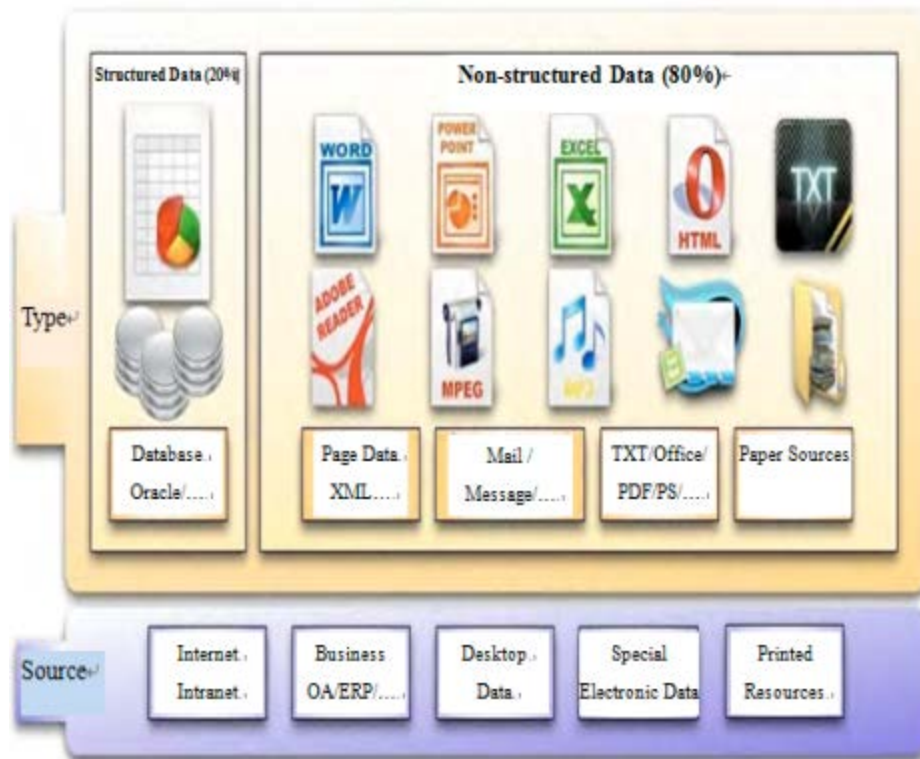 Structured Data (20%)
Non-structured Data (80%)
WORD
W
POWER
POINT
EXCEL
X
HTML
TXT
ADOBE
READER
MPEG
MP3
Type
Database.
Oracle/.....
Page Data.
XML.....
Mail /
Message/.....
TXT/Office/
PDF/PS/.....
Paper Sources
Source
Internet.
Intranet.
Business
OA/ERP/.....
Desktop.
Data.
Special
Electronic Data
Printed
Resources.